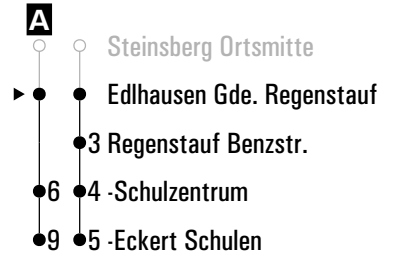 A
Steinsberg Ortsmitte
Edlhausen Gde. Regenstauf
3 Regenstauf Benzstr.
6 4 -Schulzentrum
9 5 -Eckert Schulen